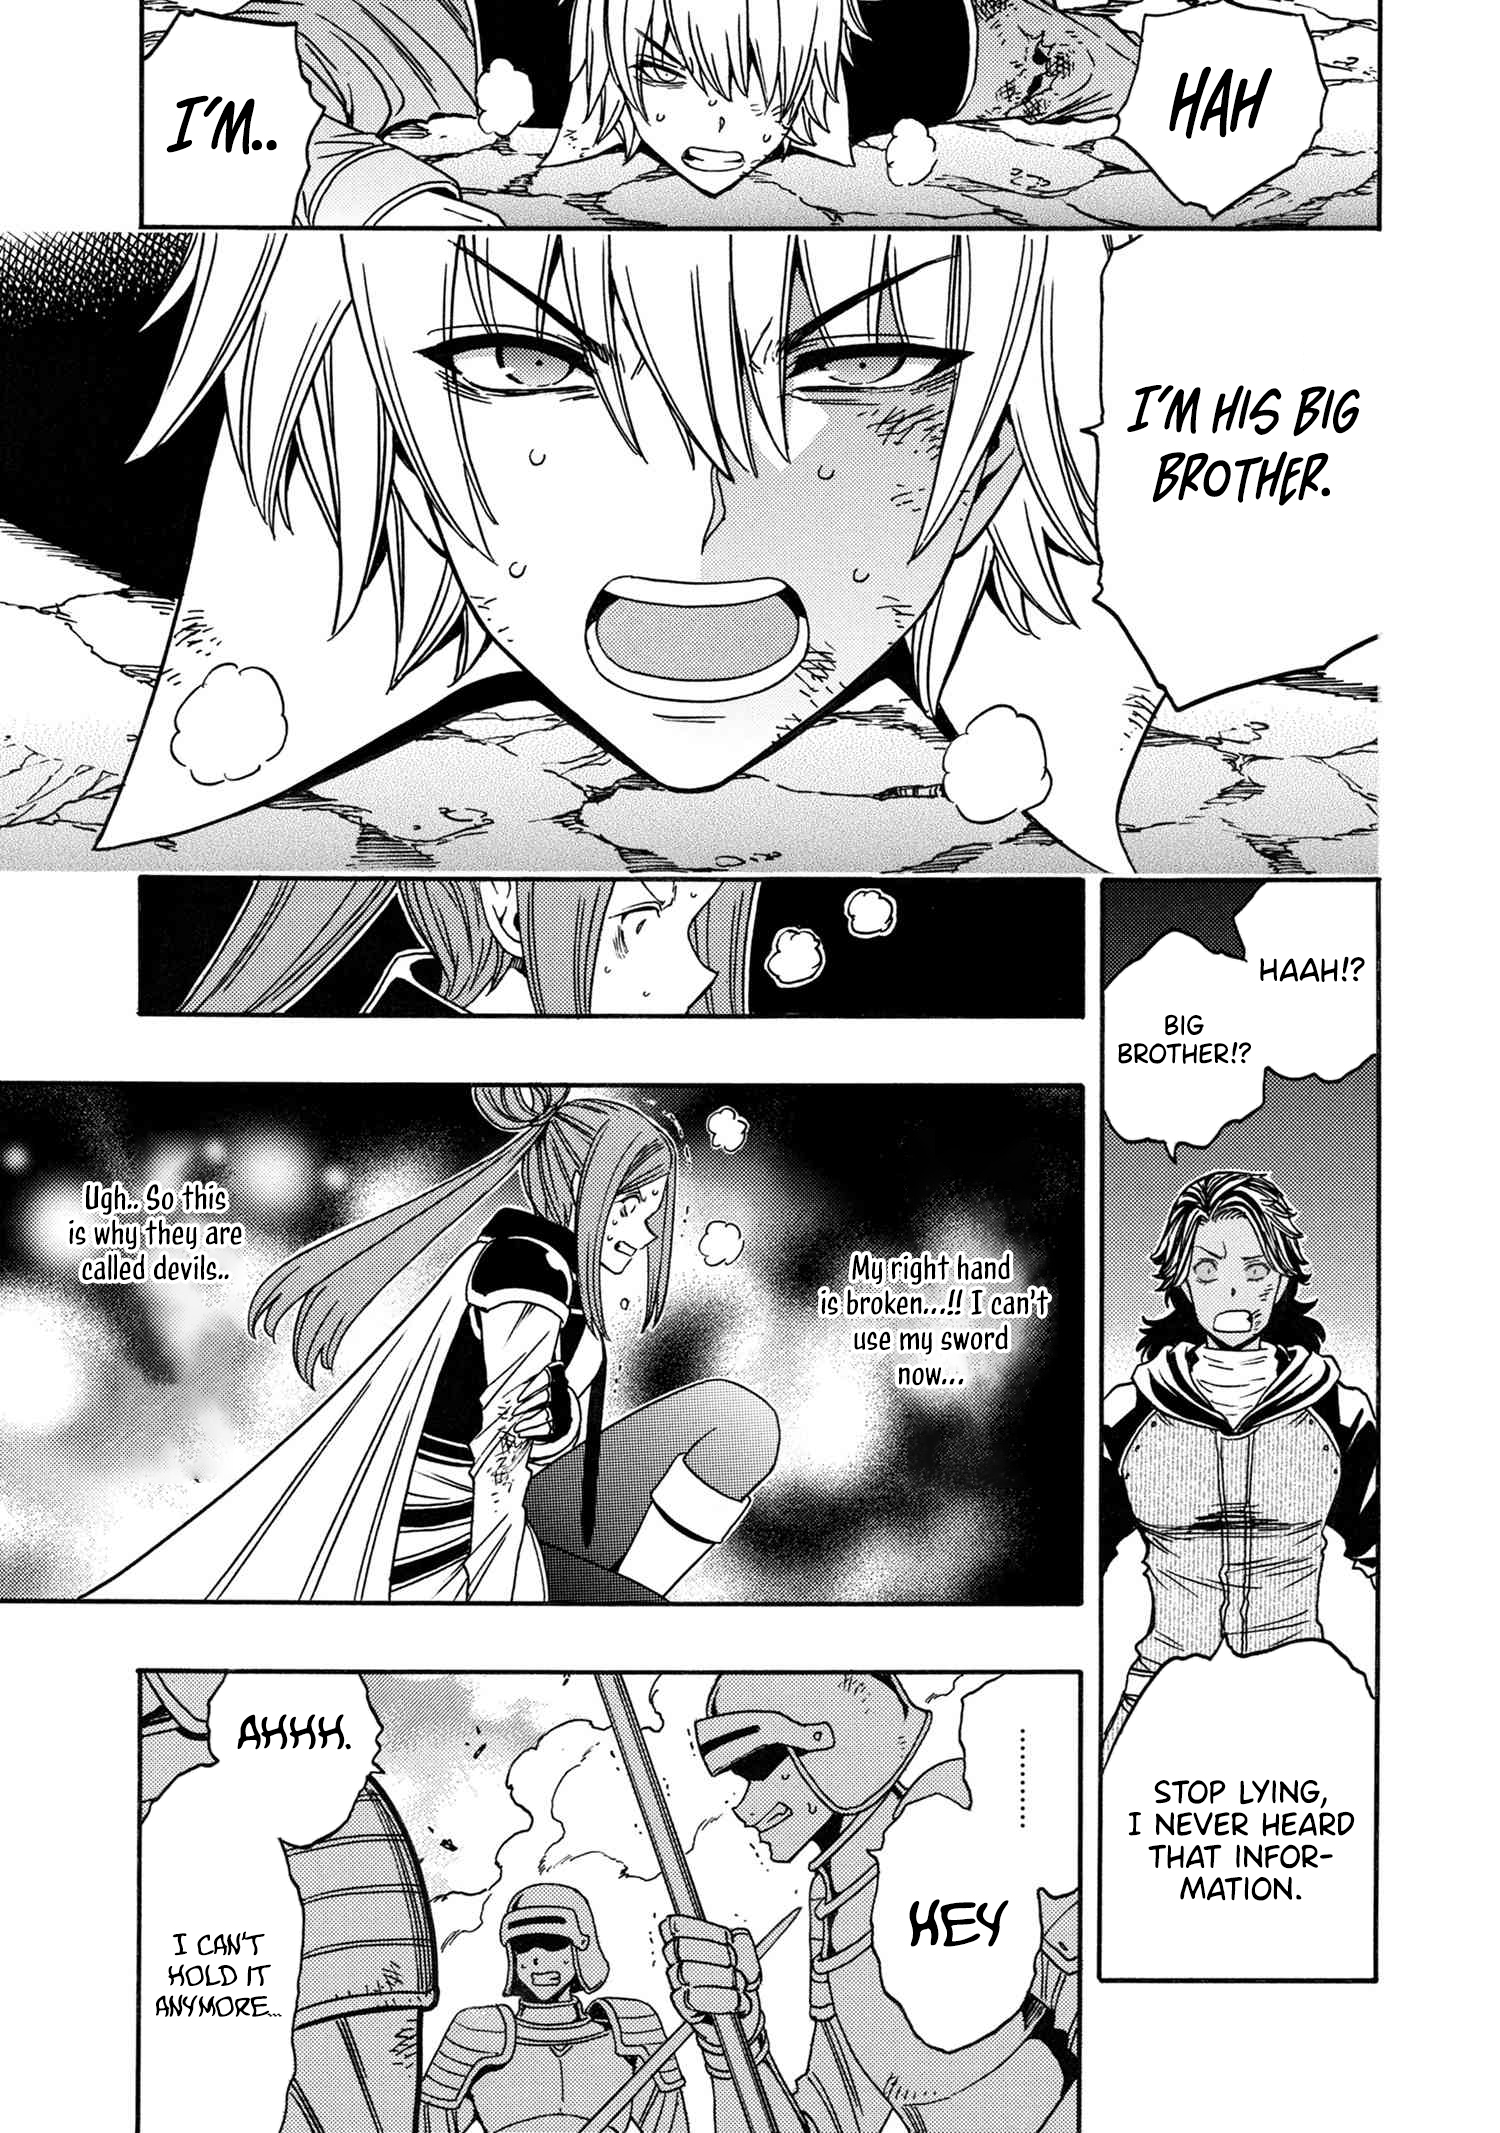 HAH
I'M..
I'M HIS BIG
BROTHER.
HAAH!?
BIG
BROTHER!?
STOP LYING,
I NEVER HEARD
THAT INFOR-
MATION.
My right hand
is broken...!! I can't
use my sword
now...
Ugh.. So this
is why they are
called devils..
.........
HEY
AHHH.
I CAN'T
HOLD IT
ANYMORE...